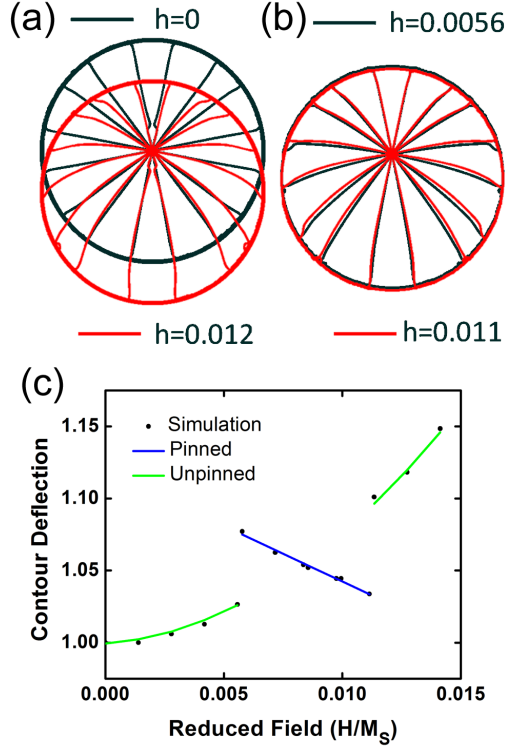 (a) h=0
(b) h=0.0056
h=0.012
h=0.011
(c)
Simulation
Pinned
Unpinned
Contour Deflection
1.15
1.10
1.05
1.00
0.000 0.005 0.010 0.015
Reduced Field (H/M_S)